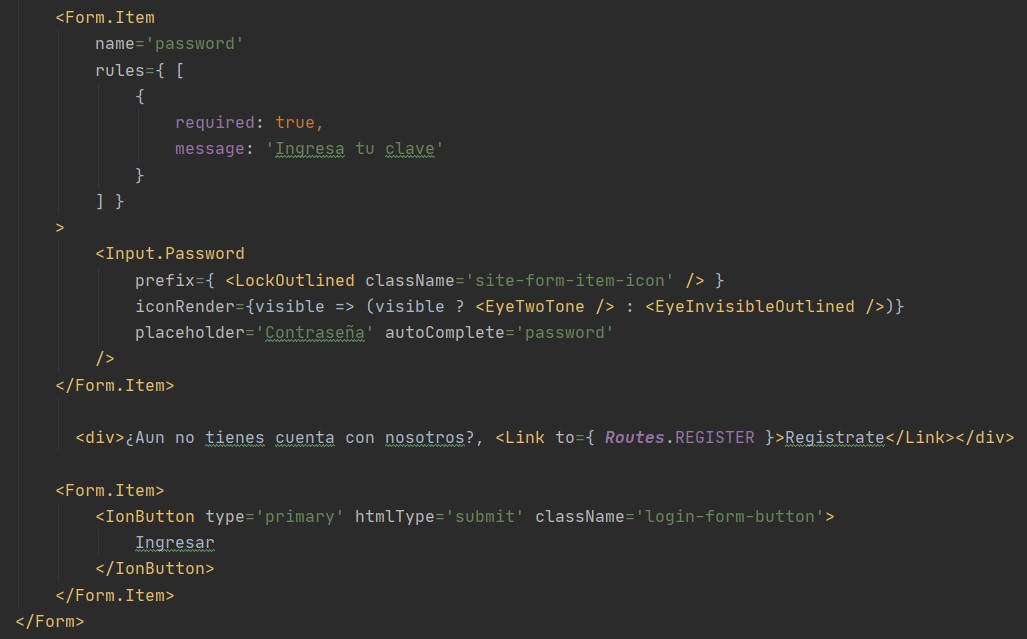 <Form.Item
name='password'
rules={ [
{
required: true,
message: 'Ingresa tu clave'
}
] }
>
<Input.Password
prefix={ <LockOutlined className='site-form-item-icon' /> }
iconRender={visible => (visible ? <EyeTwoTone /> : <EyeInvisibleOutlined />)}
placeholder='Contraseña' autoComplete='password'
/>
</Form.Item>
<div>¿Aun no tienes cuenta con nosotros?, <Link to={ Routes.REGISTER }>Registrate</Link></div>
<Form.Item>
<IonButton type='primary' htmlType='submit' className='login-form-button'>
Ingresar
</IonButton>
</Form.Item>
</Form>